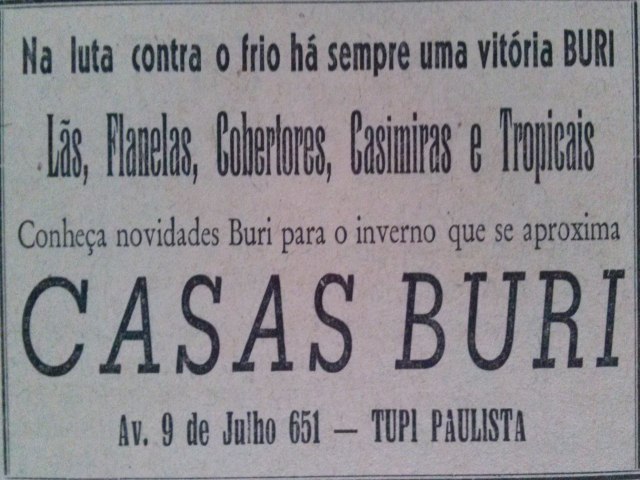 Na luta contra o frio há sempre uma vitória BURI
Lãs, Flanelas, Cobertores, Casimiras e Tropicais
Conheça novidades Buri para o inverno que se aproxima
CASAS BURI
Av. 9 de Julho 651 — TUPI PAULISTA